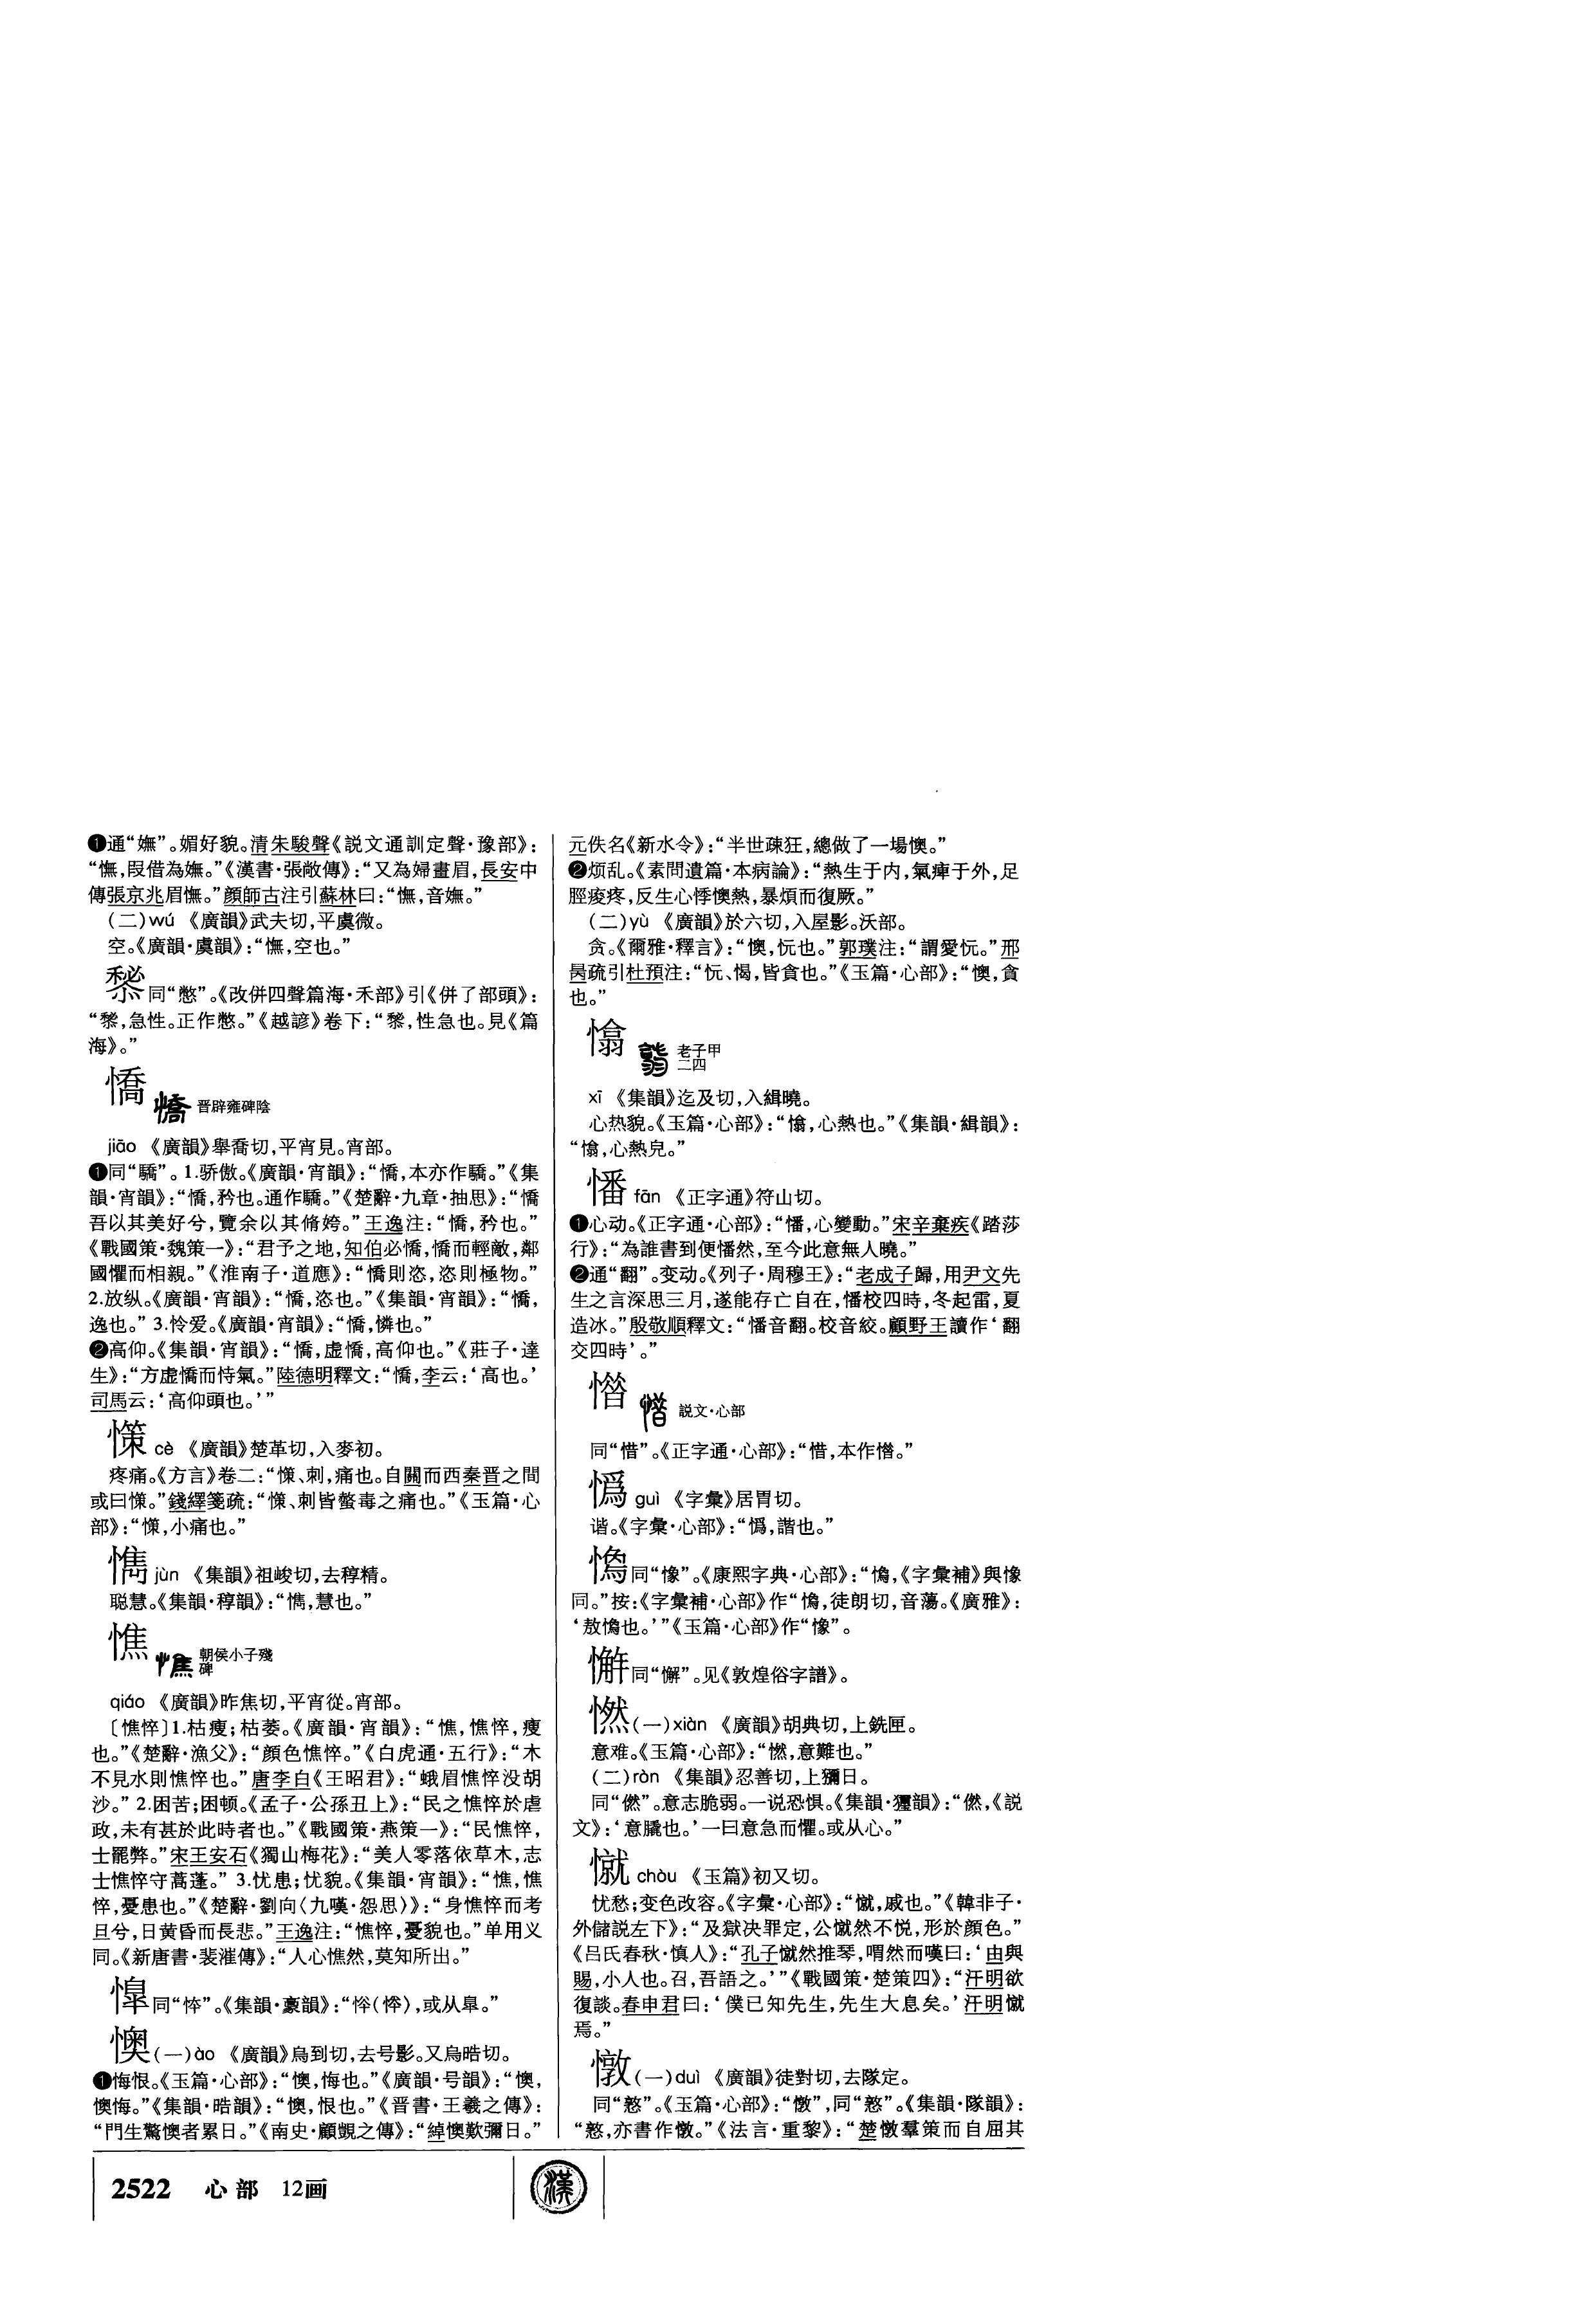 ❶通“嫵”。媚好貌。清朱駿聲《説文通訓定聲·豫部》：
“憮，叚借為嫵。”《漢書·張敞傳》：“又為婦畫眉，長安中
傳張京兆眉憮。”顔師古注引蘇林曰：“憮，音嫵。”
（二）wú 《廣韻》武夫切，平虞微。
空。《廣韻·虞韻》：“憮，空也。”
同“憋”。《改併四聲篇海·禾部》引《併了部頭》：
“，急性。正作憋。”《越諺》卷下：“，性急也。見《篇
海》。”
憍 晋辟雍碑陰
jiāo 《廣韻》舉喬切，平宵見。宵部。
❶同“驕”。1.骄傲。《廣韻·宵韻》：“憍，本亦作驕。”《集
韻·宵韻》：“憍，矜也。通作驕。”《楚辭·九章·抽思》：“憍
吾以其美好兮，覽余以其脩姱。”王逸注：“憍，矜也。”
《戰國策·魏策一》：“君予之地，知伯必憍，憍而輕敵，鄰
國懼而相親。”《淮南子·道應》：“憍則恣，恣則極物。”
2.放纵。《廣韻·宵韻》：“憍，恣也。”《集韻·宵韻》：“憍，
逸也。” 3.怜爱。《廣韻·宵韻》：“憍，憐也。”
❷高仰。《集韻·宵韻》：“憍，虚憍，高仰也。”《莊子·達
生》：“方虚憍而恃氣。”陸德明釋文：“憍，李云：‘高也。’
司馬云：‘高仰頭也。’”
憡 cè 《廣韻》楚革切，入麥初。
疼痛。《方言》卷二：“憡、刺，痛也。自關而西秦晋之間
或曰憡。”錢繹箋疏：“憡、刺皆螫毒之痛也。”《玉篇·心
部》：“憡，小痛也。”
懏 jùn 《集韻》祖峻切，去稕精。
聪慧。《集韻·稕韻》：“懏，慧也。”
憔 朝侯小子殘
碑
qiáo 《廣韻》昨焦切，平宵從。宵部。
〔憔悴〕1.枯瘦；枯萎。《廣韻·宵韻》：“憔，憔悴，瘦
也。”《楚辭·漁父》：“顔色憔悴。”《白虎通·五行》：“木
不見水則憔悴也。”唐李白《王昭君》：“蛾眉憔悴没胡
沙。” 2.困苦；困顿。《孟子·公孫丑上》：“民之憔悴於虐
政，未有甚於此時者也。”《戰國策·燕策一》：“民憔悴，
士罷弊。”宋王安石《獨山梅花》：“美人零落依草木，志
士憔悴守蒿蓬。” 3.忧患；忧貌。《集韻·宵韻》：“憔，憔
悴，憂患也。”《楚辭·劉向〈九嘆·怨思〉》：“身憔悴而考
旦兮，日黄昏而長悲。”王逸注：“憔悴，憂貌也。”单用义
同。《新唐書·裴漼傳》：“人心憔然，莫知所出。”
同“悴”。《集韻·豪韻》：“，或从臯。”
懊（一）ào 《廣韻》烏到切，去号影。又烏晧切。
❶悔恨。《玉篇·心部》：“懊，悔也。”《廣韻·号韻》：“懊，
懊悔。”《集韻·晧韻》：“懊，恨也。”《晋書·王羲之傳》：
“門生驚懊者累日。”《南史·顧覬之傳》：“綽懊歎彌日。”
元佚名《新水令》：“半世疎狂，總做了一場懊。”
❷烦乱。《素問遺篇·本病論》：“熱生于内，氣痺于外，足
脛痠疼，反生心悸懊熱，暴煩而復厥。”
（二）yù 《廣韻》於六切，入屋影。沃部。
贪。《爾雅·釋言》：“懊，忨也。”郭璞注：“謂愛忨。”邢
昺疏引杜預注：“忨、愒，皆貪也。”《玉篇·心部》：“懊，貪
也。”
憰 老子甲
二四
xī 《集韻》迄及切，入緝曉。
心热貌。《玉篇·心部》：“，心熱也。”《集韻·緝韻》：
“，心熱皃。”
憣 fān 《正字通》符山切。
❶心动。《正字通·心部》：“憣，心變動。”宋辛棄疾《踏莎
行》：“為誰書到便憣然，至今此意無人曉。”
❷通“翻”。变动。《列子·周穆王》：“老成子歸，用尹文先
生之言深思三月，遂能存亡自在，憣校四時，冬起雷，夏
造冰。”殷敬順釋文：“憣音翻。校音絞。顧野王讀作‘翻
交四時’。”
説文·心部
同“惜”。《正字通·心部》：“惜，本作。”
guì 《字彙》居胃切。
谐。《字彙·心部》：“，諧也。”
同“憜”。《康熙字典·心部》：“，《字彙補》與
同。”按：《字彙補·心部》作“，徒朗切，音蕩。《廣雅》：
‘敖也。’”《玉篇·心部》作“”。
同“懈”。见《敦煌俗字譜》。
㦓（一）xiàn 《廣韻》胡典切，上銑匣。
意难。《玉篇·心部》：“，意難也。”
（二）rǎn 《集韻》忍善切，上獮日。
同“㒄”。意志脆弱。一说恐惧。《集韻·獮韻》：“㒄，《説
文》：‘意膬也。’一曰意急而懼。或从心。”
憱 chòu 《玉篇》初又切。
忧愁；变色改容。《字彙·心部》：“憱，戚也。”《韓非子·
外儲説左下》：“及獄决罪定，公憱然不悦，形於顔色。”
《吕氏春秋·慎人》：“孔子憱然推琴，喟然而嘆曰：‘由與
賜，小人也。召，吾語之。’”《戰國策·楚策四》：“汗明欲
復談。春申君曰：‘僕已知先生，先生大息矣。’汗明憱
焉。”
憞（一）duì 《廣韻》徒對切，去隊定。
同“憝”。《玉篇·心部》：“憞”，同“憝”。《集韻·隊韻》：
“憝，亦書作憞。”《法言·重黎》：“楚憞羣策而自屈其
2522 心部 12画
漢